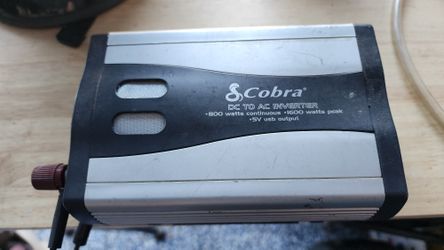 Cobra®
DC TO AC INVERTER
•800 watts continuous •1600 watts peak
•5V usb output